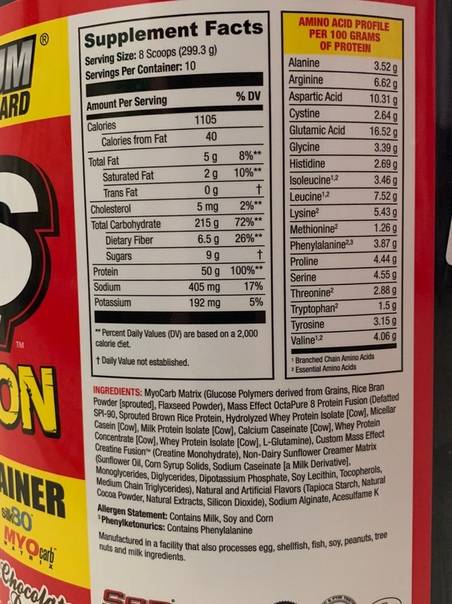 UM
®
ARD
S
™
ON
AINER
MYOcarb
MATRIX
Chocolat
Supplement Facts
Serving Size: 8 Scoops (299.3 g)
Servings Per Container: 10
Amount Per Serving % DV
Calories 1105
Calories from Fat 40
Total Fat 5 g 8%**
Saturated Fat 2 g 10%**
Trans Fat 0 g †
Cholesterol 5 mg 2%**
Total Carbohydrate 215 g 72%**
Dietary Fiber 6.5 g 26%**
Sugars 9 g †
Protein 50 g 100%**
Sodium 405 mg 17%
Potassium 192 mg 5%
** Percent Daily Values (DV) are based on a 2,000
calorie diet.
† Daily Value not established.
AMINO ACID PROFILE
PER 100 GRAMS
OF PROTEIN
Alanine 3.52 g
Arginine 6.62 g
Aspartic Acid 10.31 g
Cystine 2.64 g
Glutamic Acid 16.52 g
Glycine 3.39 g
Histidine 2.69 g
Isoleucine1,2 3.46 g
Leucine1,2 7.52 g
Lysine2 5.43 g
Methionine2 1.26 g
Phenylalanine2,3 3.87 g
Proline 4.44 g
Serine 4.55 g
Threonine2 2.88 g
Tryptophan2 1.5 g
Tyrosine 3.15 g
Valine1,2 4.06 g
1 Branched Chain Amino Acids
2 Essential Amino Acids
INGREDIENTS: MyoCarb Matrix (Glucose Polymers derived from Grains, Rice Bran
Powder [sprouted], Flaxseed Powder), Mass Effect OctaPure 8 Protein Fusion (Defatted
SPI-90, Sprouted Brown Rice Protein, Hydrolyzed Whey Protein Isolate [Cow], Micellar
Casein [Cow], Milk Protein Isolate [Cow], Calcium Caseinate [Cow], Whey Protein
Concentrate [Cow], Whey Protein Isolate [Cow], L-Glutamine), Custom Mass Effect
Creatine Fusion™ (Creatine Monohydrate), Non-Dairy Sunflower Creamer Matrix
(Sunflower Oil, Corn Syrup Solids, Sodium Caseinate [a Milk Derivative],
Monoglycerides, Diglycerides, Dipotassium Phosphate, Soy Lecithin, Tocopherols,
Medium Chain Triglycerides), Natural and Artificial Flavors (Tapioca Starch, Natural
Cocoa Powder, Natural Extracts, Silicon Dioxide), Sodium Alginate, Acesulfame K
Allergen Statement: Contains Milk, Soy and Corn
3Phenylketonurics: Contains Phenylalanine
Manufactured in a facility that also processes egg, shellfish, fish, soy, peanuts, tree
nuts and milk ingredients.